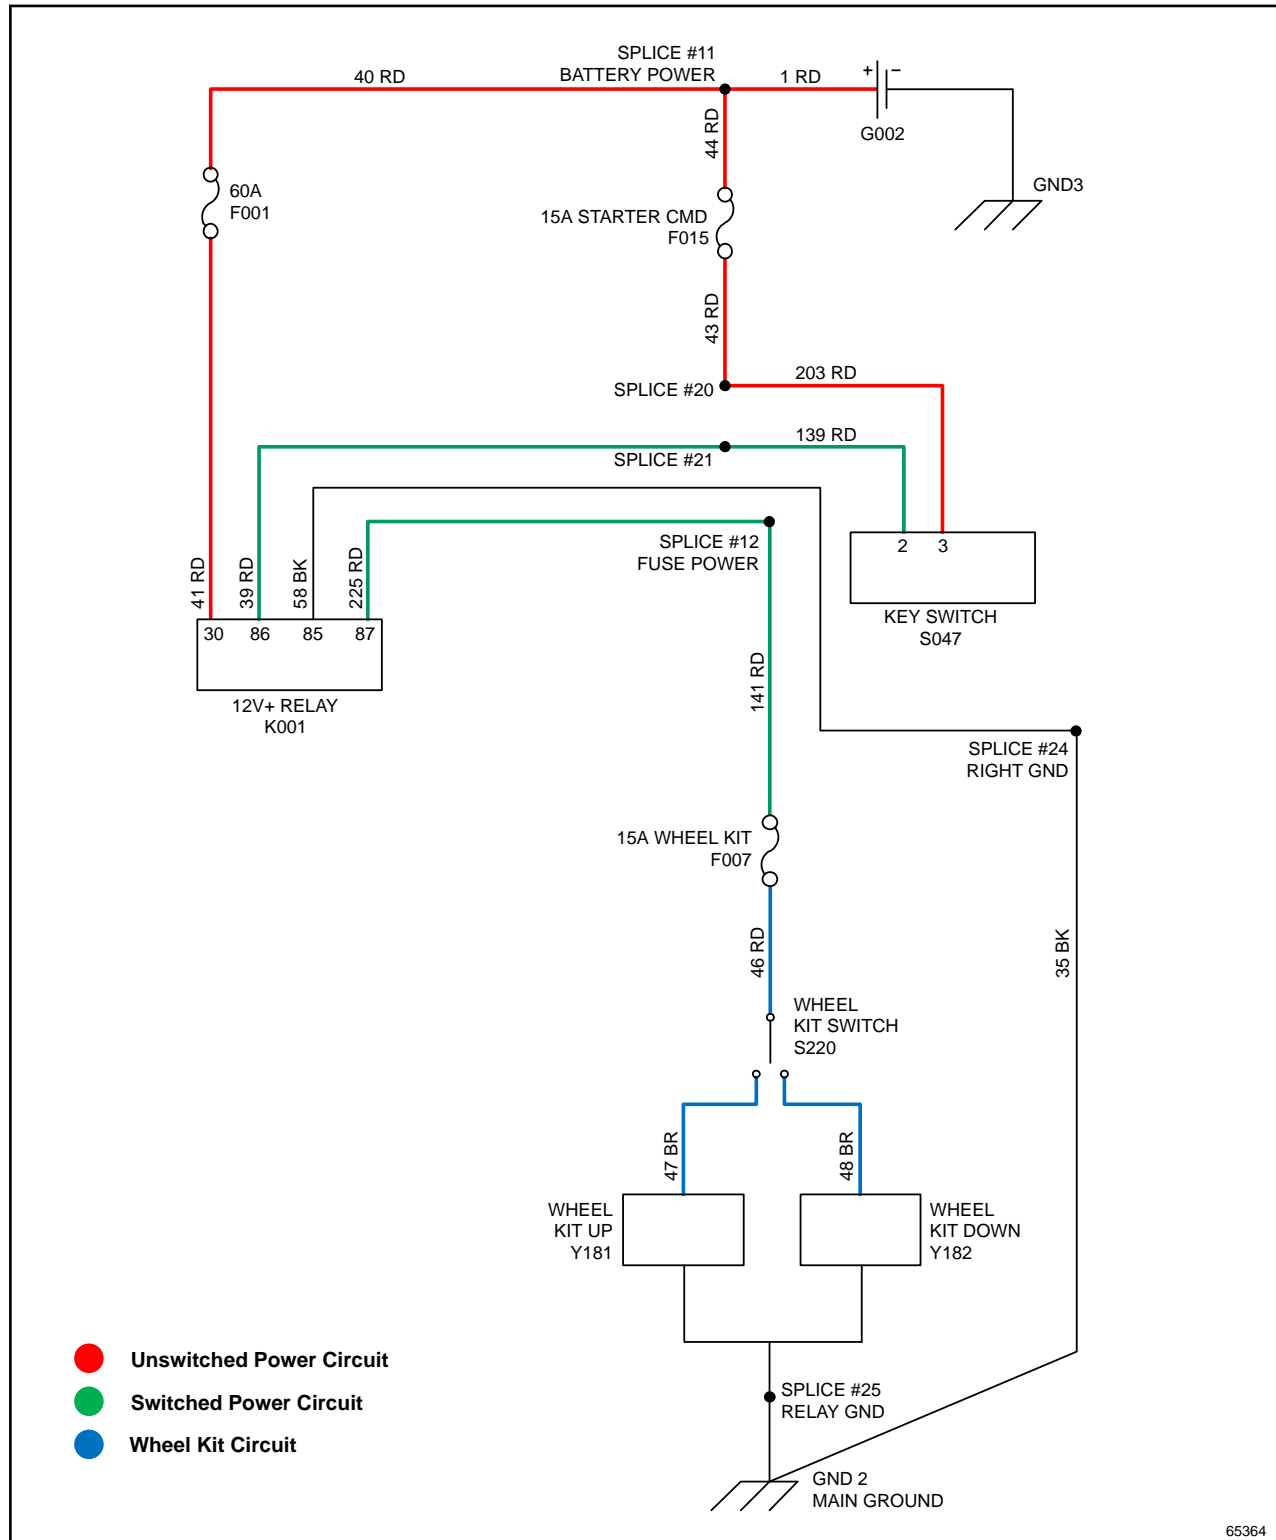 SPLICE #11
BATTERY POWER
40 RD
1 RD
+ −
G002
44 RD
GND3
60A
F001
15A STARTER CMD
F015
43 RD
203 RD
SPLICE #20
139 RD
SPLICE #21
SPLICE #12
FUSE POWER
2 3
KEY SWITCH
S047
41 RD
39 RD
58 BK
225 RD
30 86 85 87
12V+ RELAY
K001
141 RD
SPLICE #24
RIGHT GND
15A WHEEL KIT
F007
46 RD
35 BK
WHEEL
KIT SWITCH
S220
47 BR
48 BR
WHEEL
KIT UP
Y181
WHEEL
KIT DOWN
Y182
Unswitched Power Circuit
Switched Power Circuit
Wheel Kit Circuit
SPLICE #25
RELAY GND
GND 2
MAIN GROUND
65364